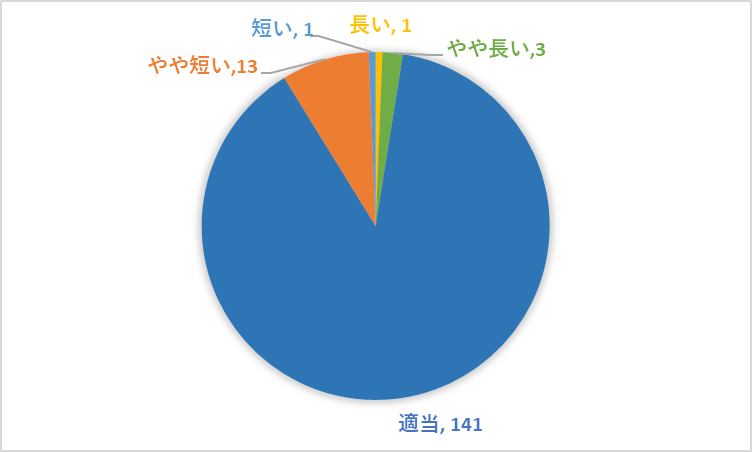 短い, 1
長い, 1
やや長い,3
やや短い,13
適当, 141